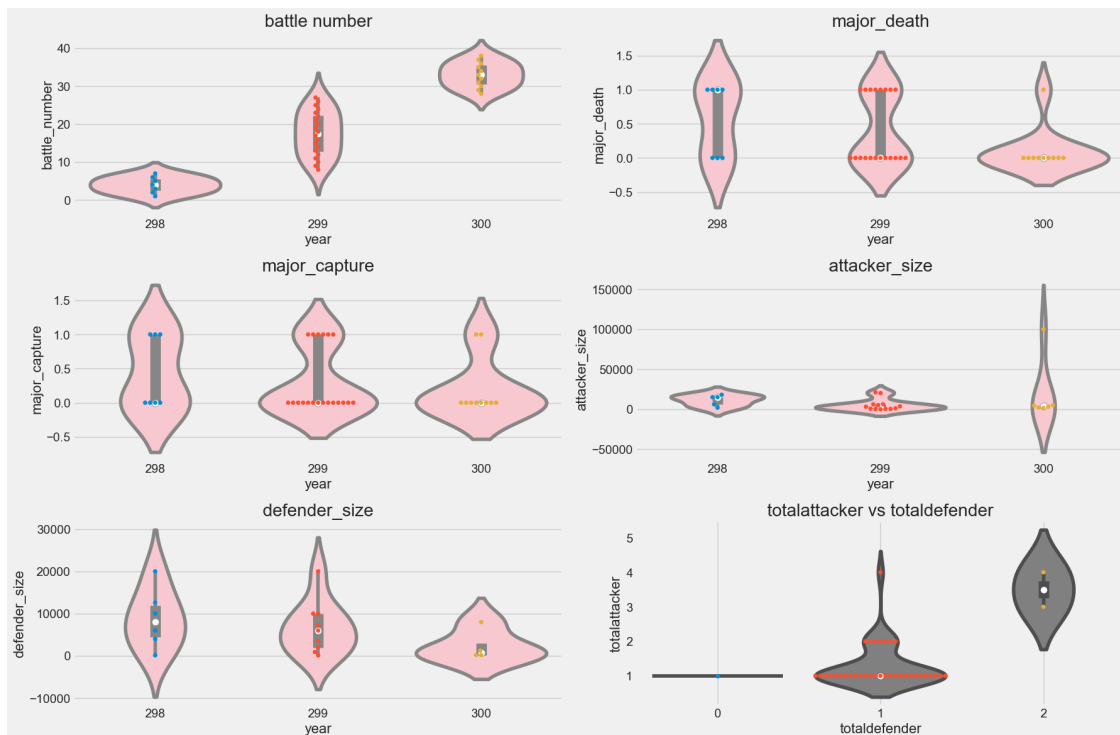 battle number
battle_number
40
30
20
10
0
298
299
300
year
major_death
major_death
1.5
1.0
0.5
0.0
−0.5
298
299
300
year
major_capture
major_capture
1.5
1.0
0.5
0.0
−0.5
298
299
300
year
attacker_size
attacker_size
150000
100000
50000
0
−50000
298
299
300
year
defender_size
defender_size
30000
20000
10000
0
−10000
298
299
300
year
totalattacker vs totaldefender
totalattacker
5
4
3
2
1
0
1
2
totaldefender